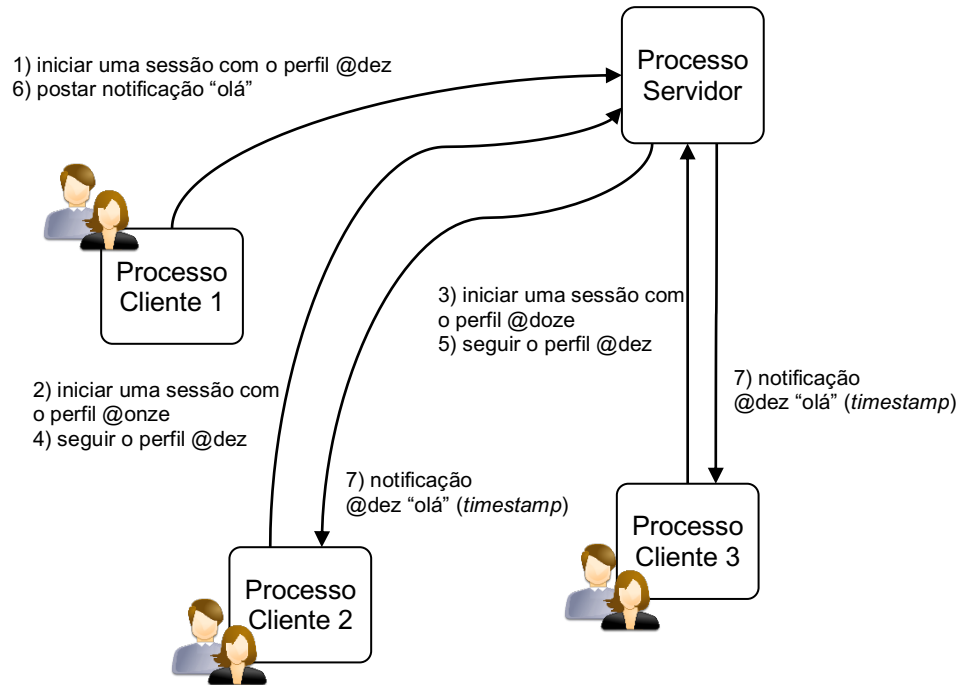 1) iniciar uma sessão com o perfil @dez
6) postar notificação “olá”
Processo
Servidor
Processo
Cliente 1
3) iniciar uma sessão com
o perfil @doze
5) seguir o perfil @dez
2) iniciar uma sessão com
o perfil @onze
4) seguir o perfil @dez
7) notificação
@dez “olá” (timestamp)
7) notificação
@dez “olá” (timestamp)
Processo
Cliente 3
Processo
Cliente 2